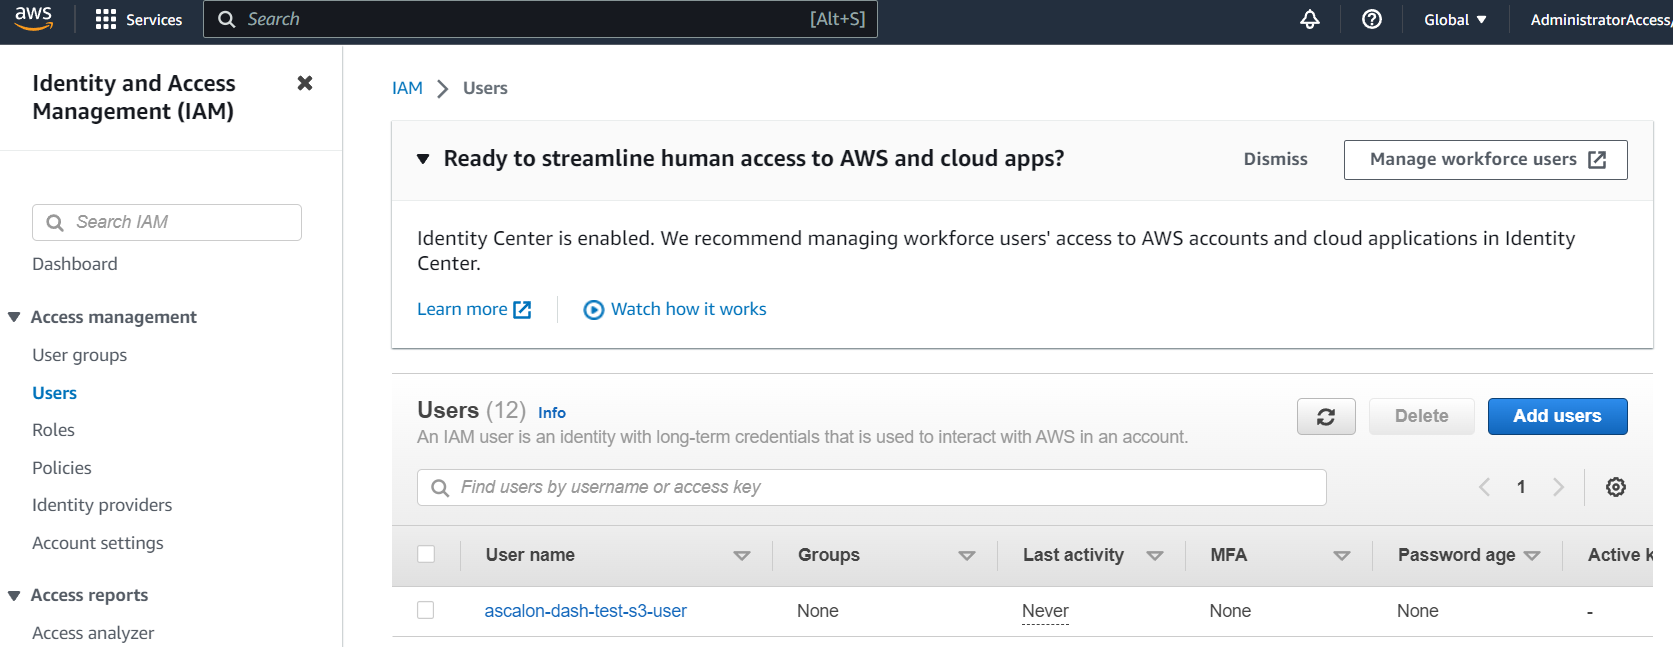 aws
Services
Search
[Alt+S]
Global
AdministratorAccess/
Identity and Access
Management (IAM)
Search IAM
Dashboard
Access management
User groups
Users
Roles
Policies
Identity providers
Account settings
Access reports
Access analyzer
IAM
Users
Ready to streamline human access to AWS and cloud apps?
Dismiss
Manage workforce users
Identity Center is enabled. We recommend managing workforce users' access to AWS accounts and cloud applications in Identity
Center.
Learn more
Watch how it works
Users (12) Info
An IAM user is an identity with long-term credentials that is used to interact with AWS in an account.
Delete
Add users
Find users by username or access key
1
User name
Groups
Last activity
MFA
Password age
Active k
ascalon-dash-test-s3-user
None
Never
None
None
-